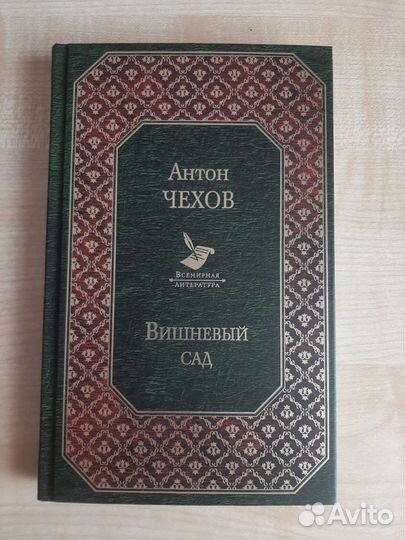 Антон
ЧЕХОВ
Всемирная
литература
Вишневый
сад
Avito